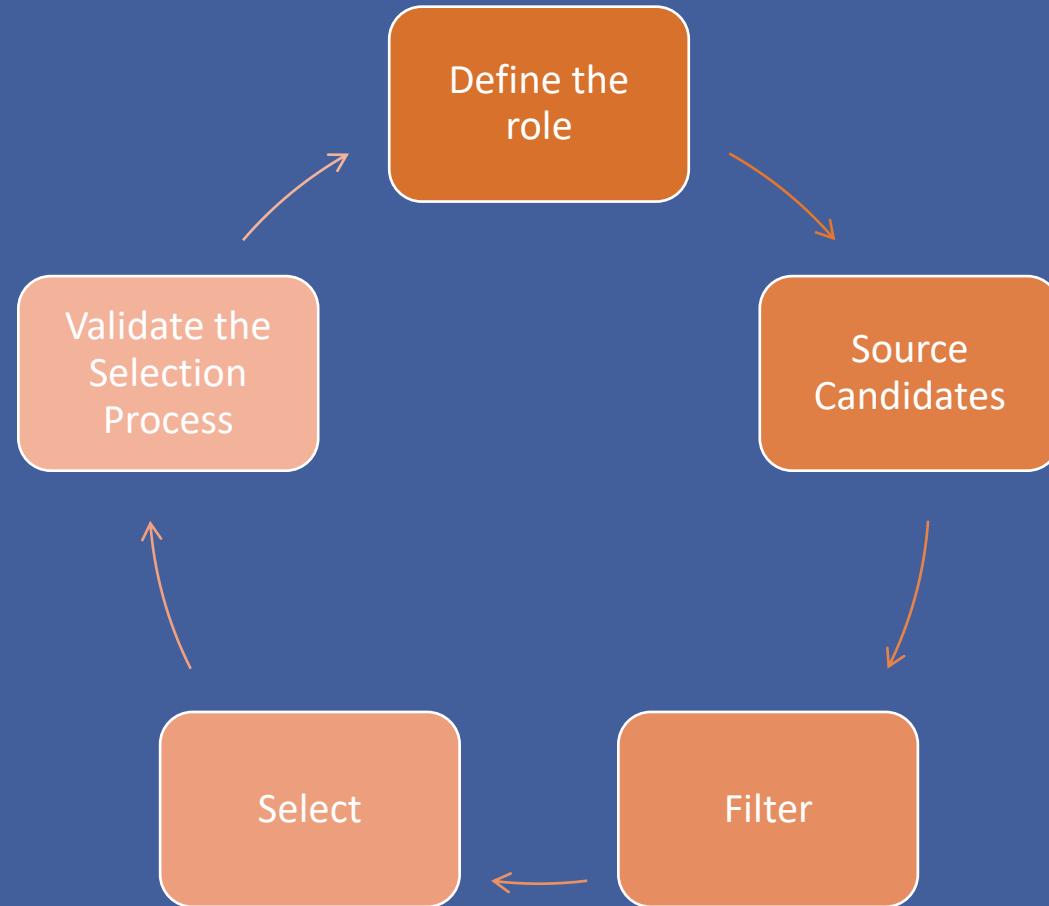 Define the
role
Source
Candidates
Filter
Select
Validate the
Selection
Process